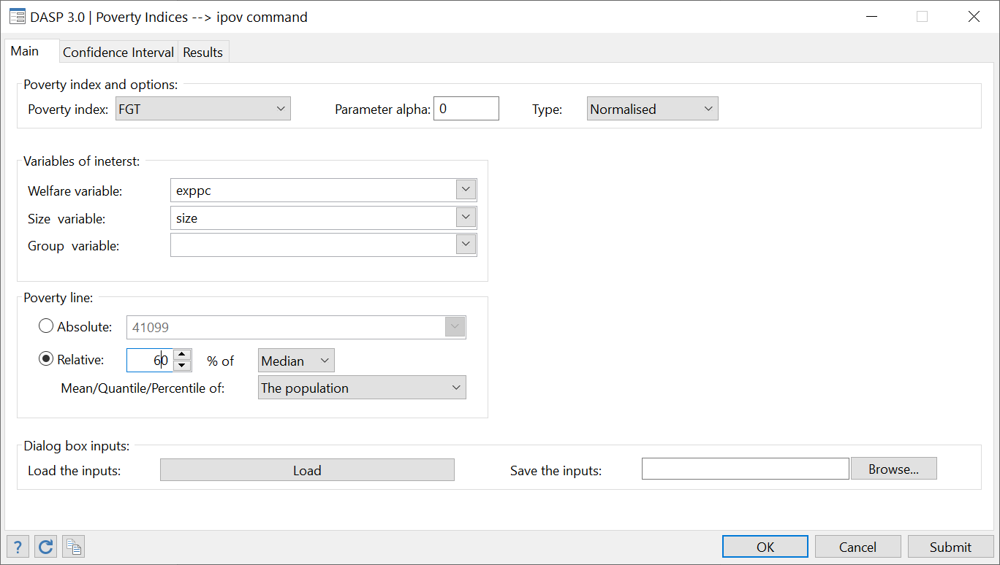 DASP 3.0 | Poverty Indices --> ipov command
Main Confidence Interval Results
Poverty index and options:
Poverty index: FGT Parameter alpha: 0 Type: Normalised
Variables of ineterst:
Welfare variable: exppc
Size variable: size
Group variable:
Poverty line:
Absolute: 41099
Relative: 60 % of Median
Mean/Quantile/Percentile of: The population
Dialog box inputs:
Load the inputs: Load Save the inputs: Browse...
? OK Cancel Submit